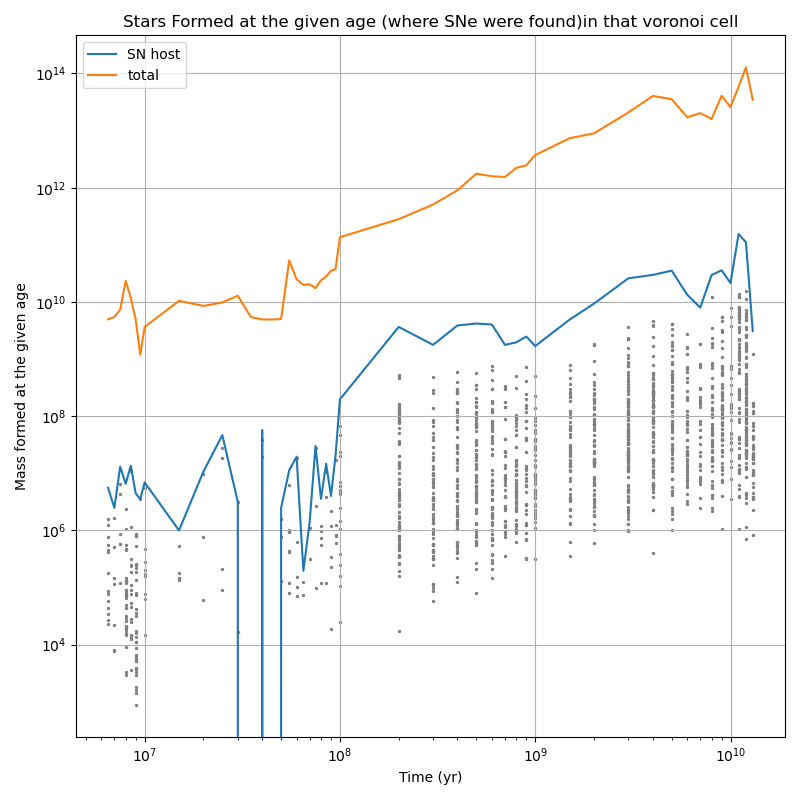 Stars Formed at the given age (where SNe were found)in that voronoi cell
SN host
total
Mass formed at the given age
10^14
10^12
10^10
10^8
10^6
10^4
10^7
10^8
10^9
10^10
Time (yr)